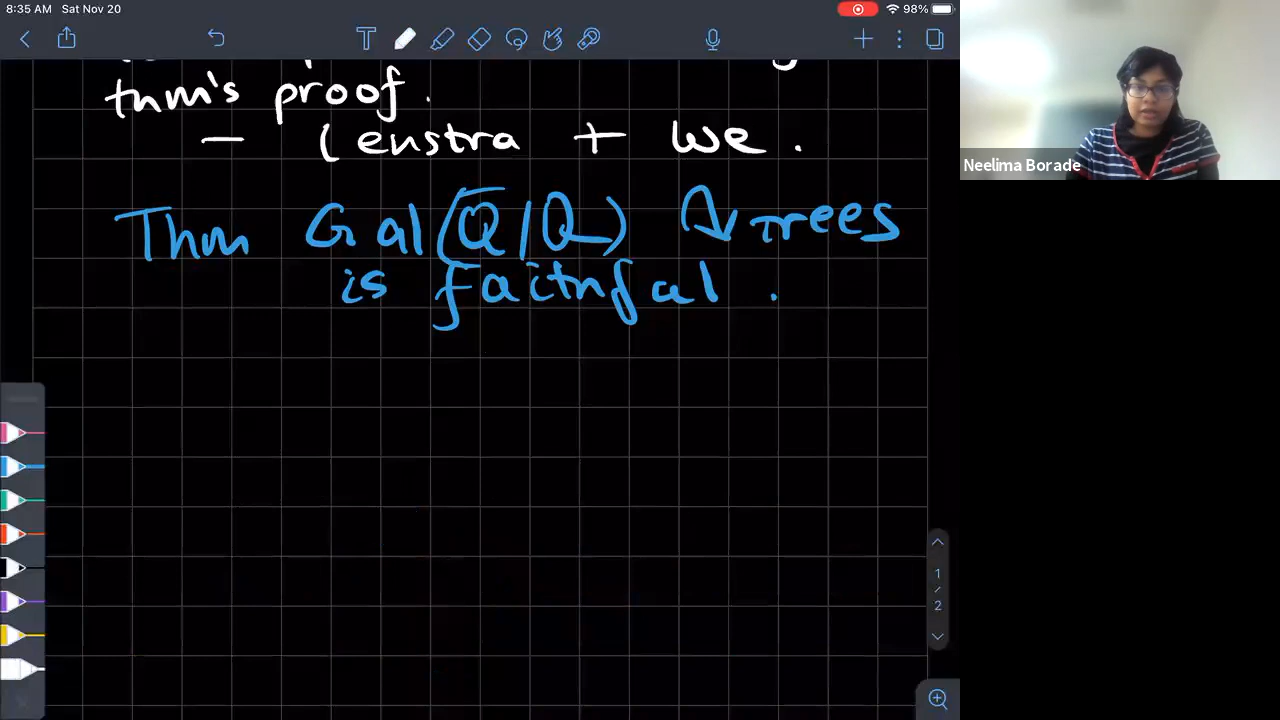 8:35 AM Sat Nov 20
98%
thm's proof.
– Lenstra + we.
Thm Gal(Q̅/Q) ↷ Trees
is faithful.
Neelima Borade
1
/
2